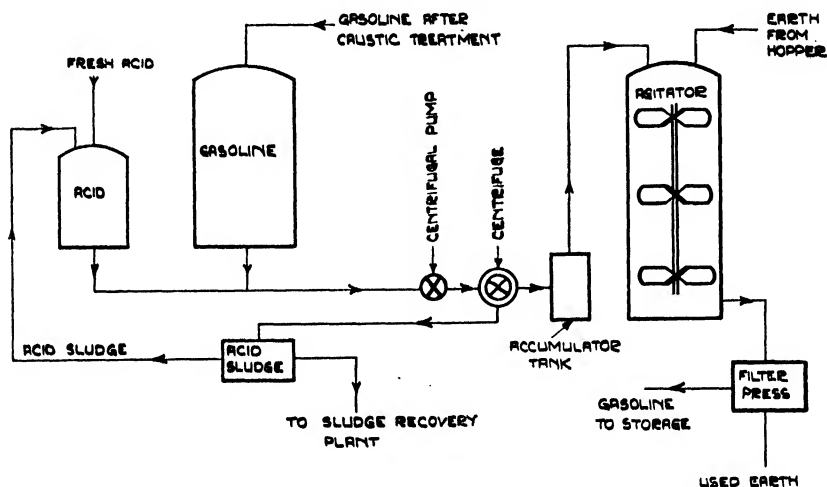 GASOLINE AFTER
CAUSTIC TREATMENT
EARTH
FROM
HOPPER
FRESH ACID
AGITATOR
GASOLINE
ACID
CENTRIFUGAL PUMP
CENTRIFUGE
ACID SLUDGE
ACID
SLUDGE
ACCUMULATOR
TANK
FILTER
PRESS
GASOLINE
TO STORAGE
TO SLUDGE RECOVERY
PLANT
USED EARTH